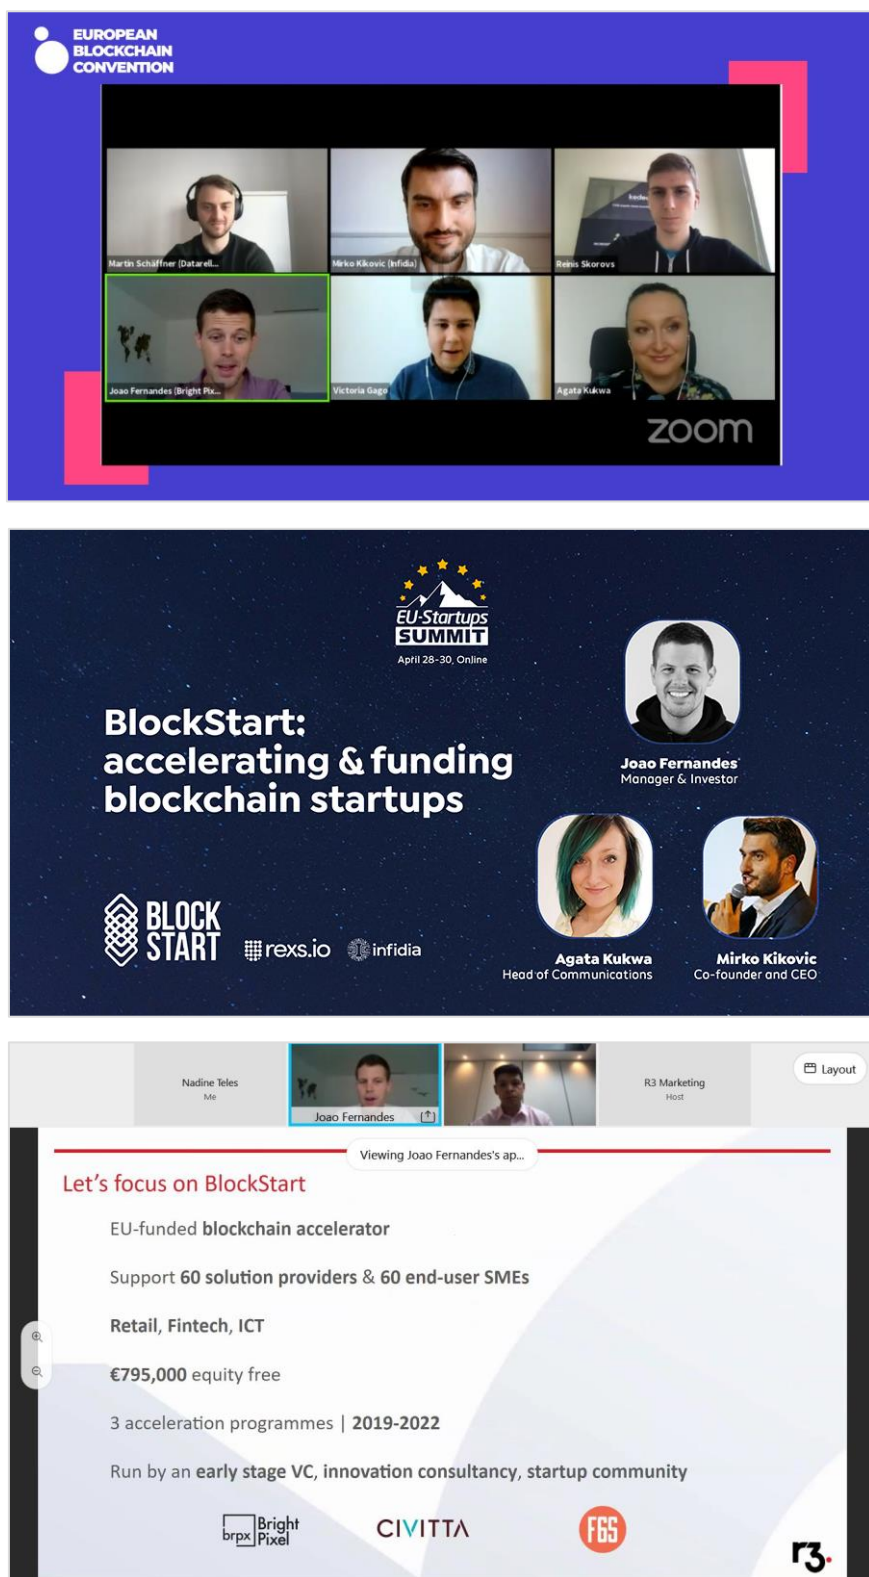 EUROPEAN
BLOCKCHAIN
CONVENTION
Martin Schäffner (Datarell...
Mirko Kikovic (Infidia)
Reinis Skorovs
Joao Fernandes (Bright Pix...
Victoria Gago
Agata Kukwa
zoom
EU-Startups
SUMMIT
April 28-30, Online
BlockStart:
accelerating & funding
blockchain startups
Joao Fernandes
Manager & Investor
BLOCK
START
rexs.io
infidia
Agata Kukwa
Head of Communications
Mirko Kikovic
Co-founder and CEO
Nadine Teles
Me
Joao Fernandes
R3 Marketing
Host
Layout
Viewing Joao Fernandes's ap...
Let's focus on BlockStart
EU-funded blockchain accelerator
Support 60 solution providers & 60 end-user SMEs
Retail, Fintech, ICT
€795,000 equity free
3 acceleration programmes | 2019-2022
Run by an early stage VC, innovation consultancy, startup community
brpx Bright
Pixel
CIVITTA
F6S
r3.